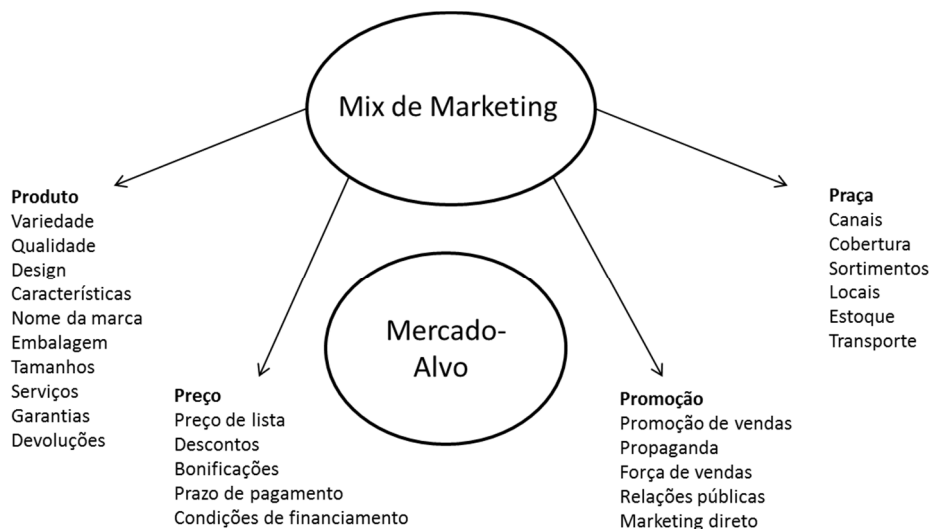 Mix de Marketing
Produto
Variedade
Qualidade
Design
Características
Nome da marca
Embalagem
Tamanhos
Serviços
Garantias
Devoluções
Preço
Preço de lista
Descontos
Bonificações
Prazo de pagamento
Condições de financiamento
Mercado-
Alvo
Promoção
Promoção de vendas
Propaganda
Força de vendas
Relações públicas
Marketing direto
Praça
Canais
Cobertura
Sortimentos
Locais
Estoque
Transporte